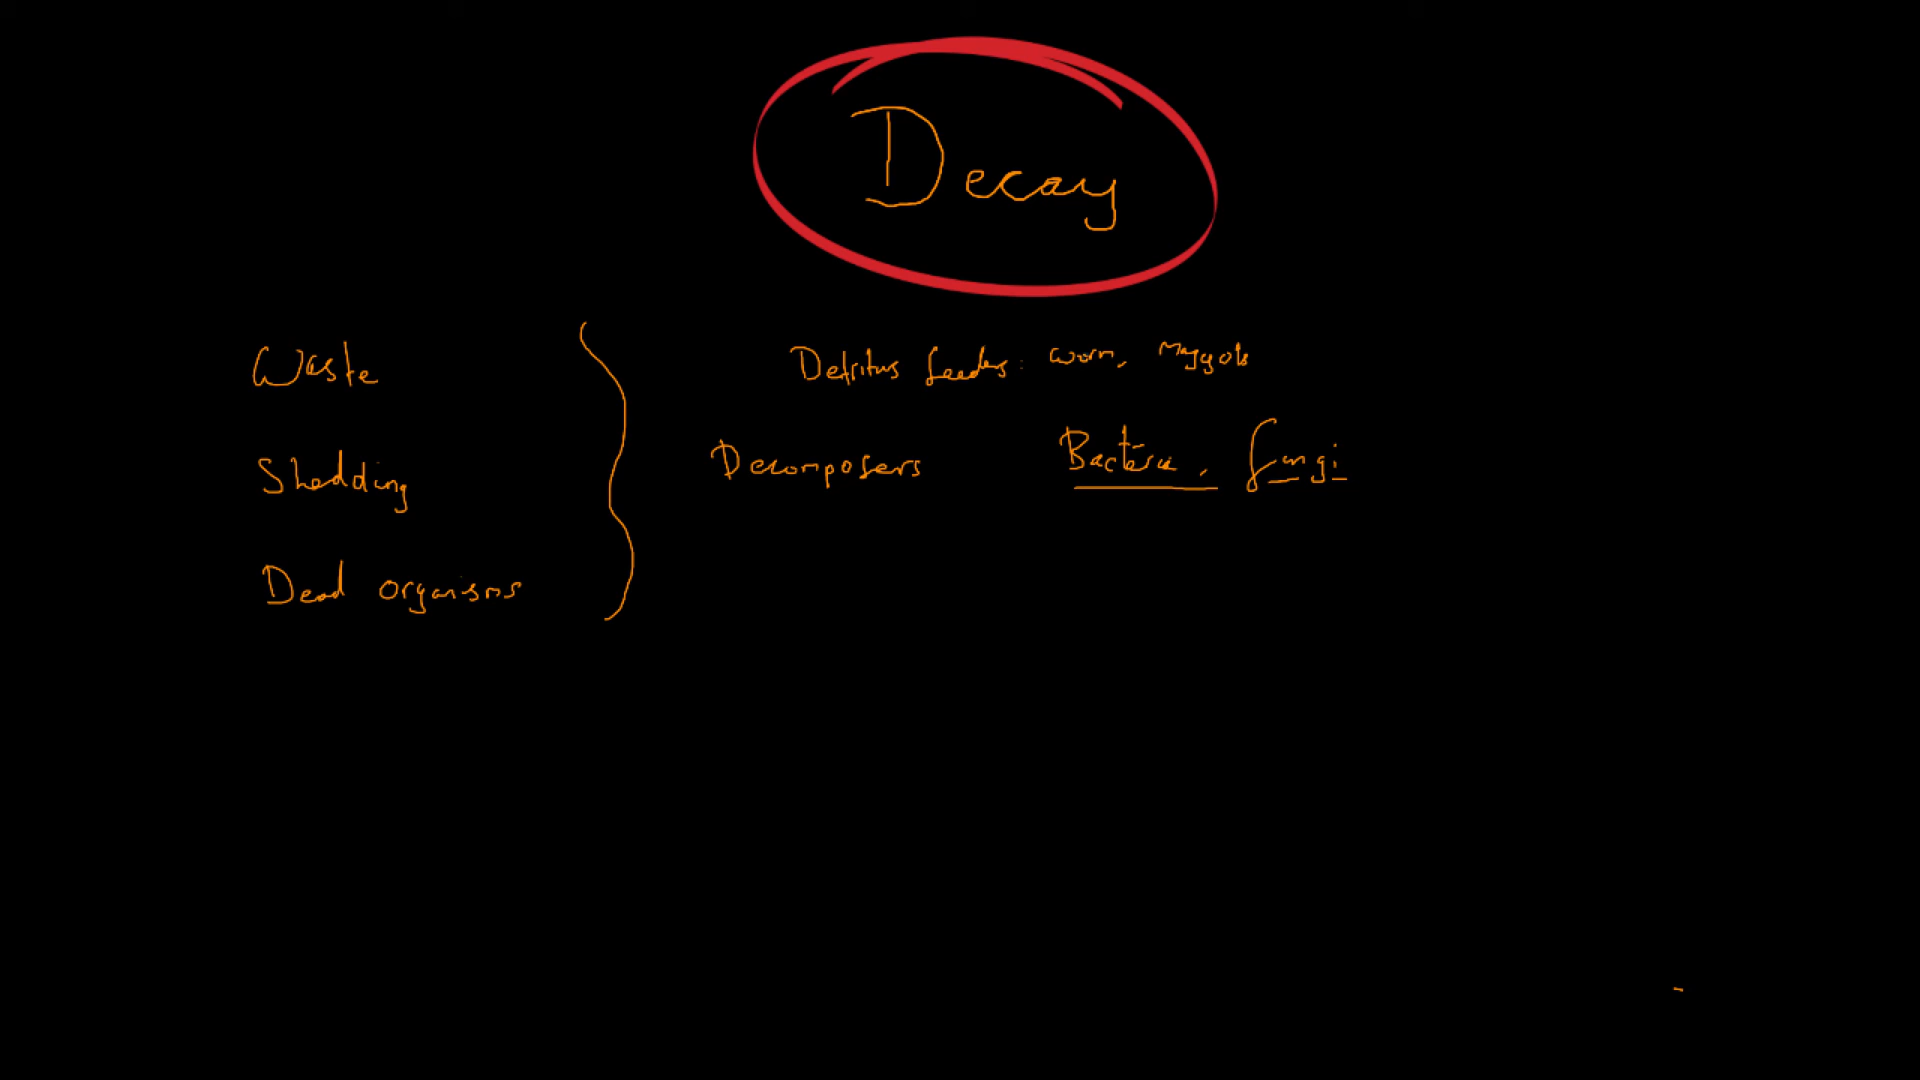 Decay
Waste
Shedding
Dead organisms
Detritus feeders: worm, Maggots
Decomposers Bacteria, fungi